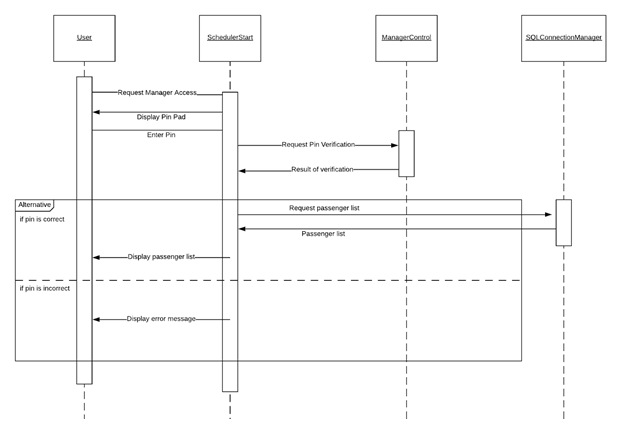 User
SchedulerStart
ManagerControl
SQLConnectionManager
Request Manager Access
Display Pin Pad
Enter Pin
Request Pin Verification
Result of verification
Alternative
if pin is correct
Request passenger list
Passenger list
Display passenger list
if pin is incorrect
Display error message